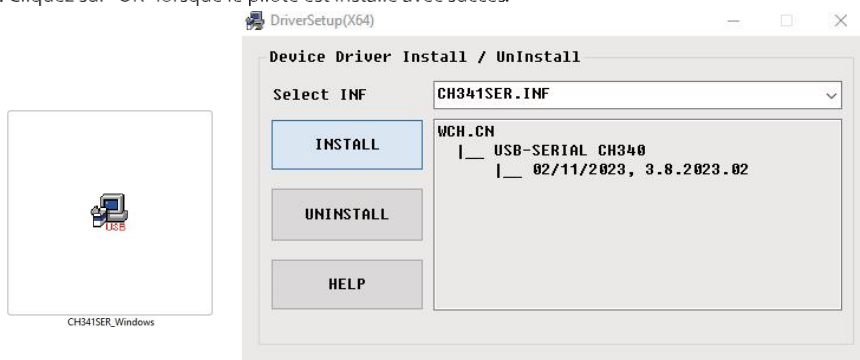 . Cliquez sur "OK" lorsque le pilote est installé avec succès.
DriverSetup(X64)
Device Driver Install / UnInstall
Select INF
CH341SER.INF
INSTALL
WCH.CN
|__ USB-SERIAL CH340
|__ 02/11/2023, 3.8.2023.02
UNINSTALL
HELP
USB
CH341SER_Windows